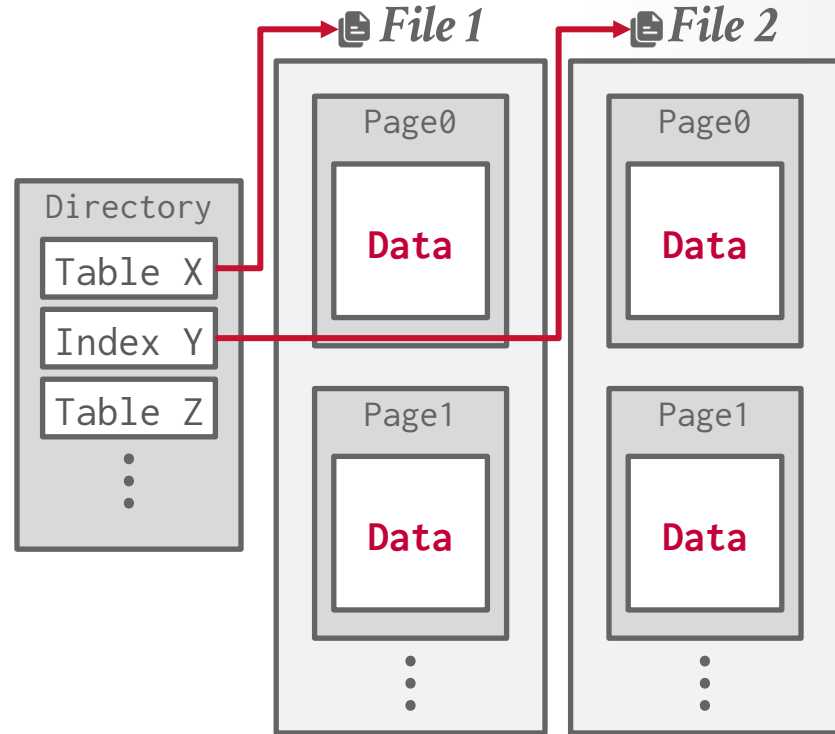 File 1
File 2
Directory
Table X
Index Y
Table Z
Page0
Data
Page1
Data
Page0
Data
Page1
Data